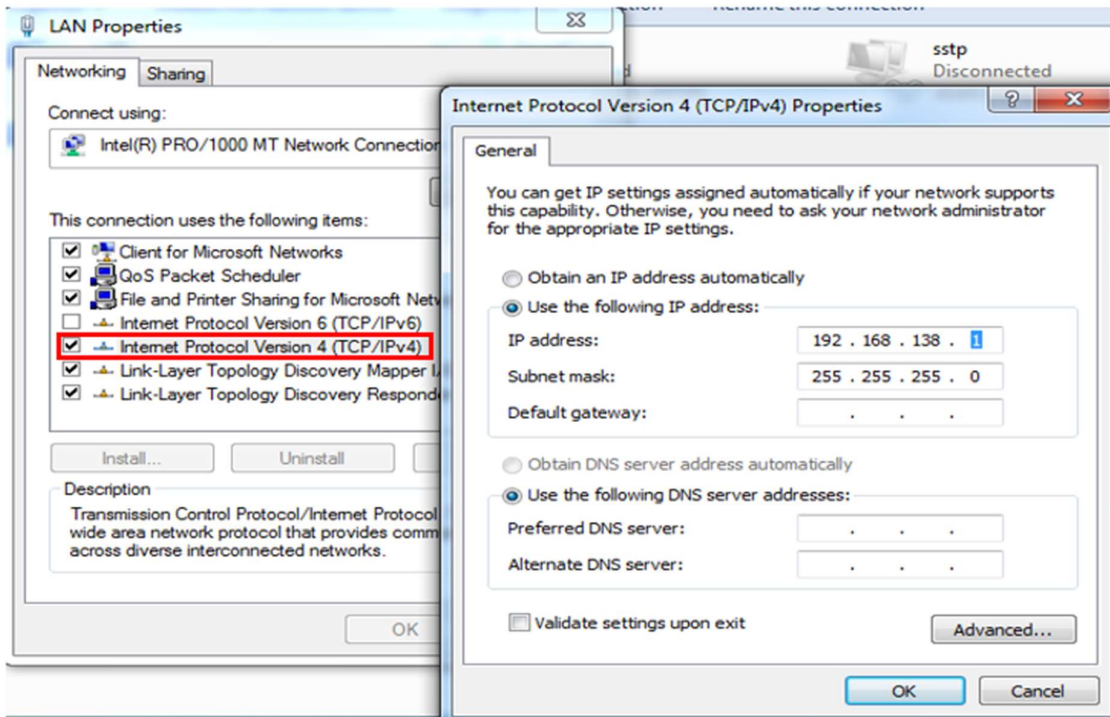 Rename this connection
LAN Properties
sstp
Disconnected
Networking
Sharing
Connect using:
Intel(R) PRO/1000 MT Network Connection
This connection uses the following items:
Client for Microsoft Networks
QoS Packet Scheduler
File and Printer Sharing for Microsoft Netw
Internet Protocol Version 6 (TCP/IPv6)
Internet Protocol Version 4 (TCP/IPv4)
Link-Layer Topology Discovery Mapper I/
Link-Layer Topology Discovery Responde
Install...
Uninstall
Description
Transmission Control Protocol/Internet Protocol
wide area network protocol that provides comm
across diverse interconnected networks.
OK
Internet Protocol Version 4 (TCP/IPv4) Properties
General
You can get IP settings assigned automatically if your network supports
this capability. Otherwise, you need to ask your network administrator
for the appropriate IP settings.
Obtain an IP address automatically
Use the following IP address:
IP address: 192 . 168 . 138 . 1
Subnet mask: 255 . 255 . 255 . 0
Default gateway: . . .
Obtain DNS server address automatically
Use the following DNS server addresses:
Preferred DNS server: . . .
Alternate DNS server: . . .
Validate settings upon exit
Advanced...
OK
Cancel